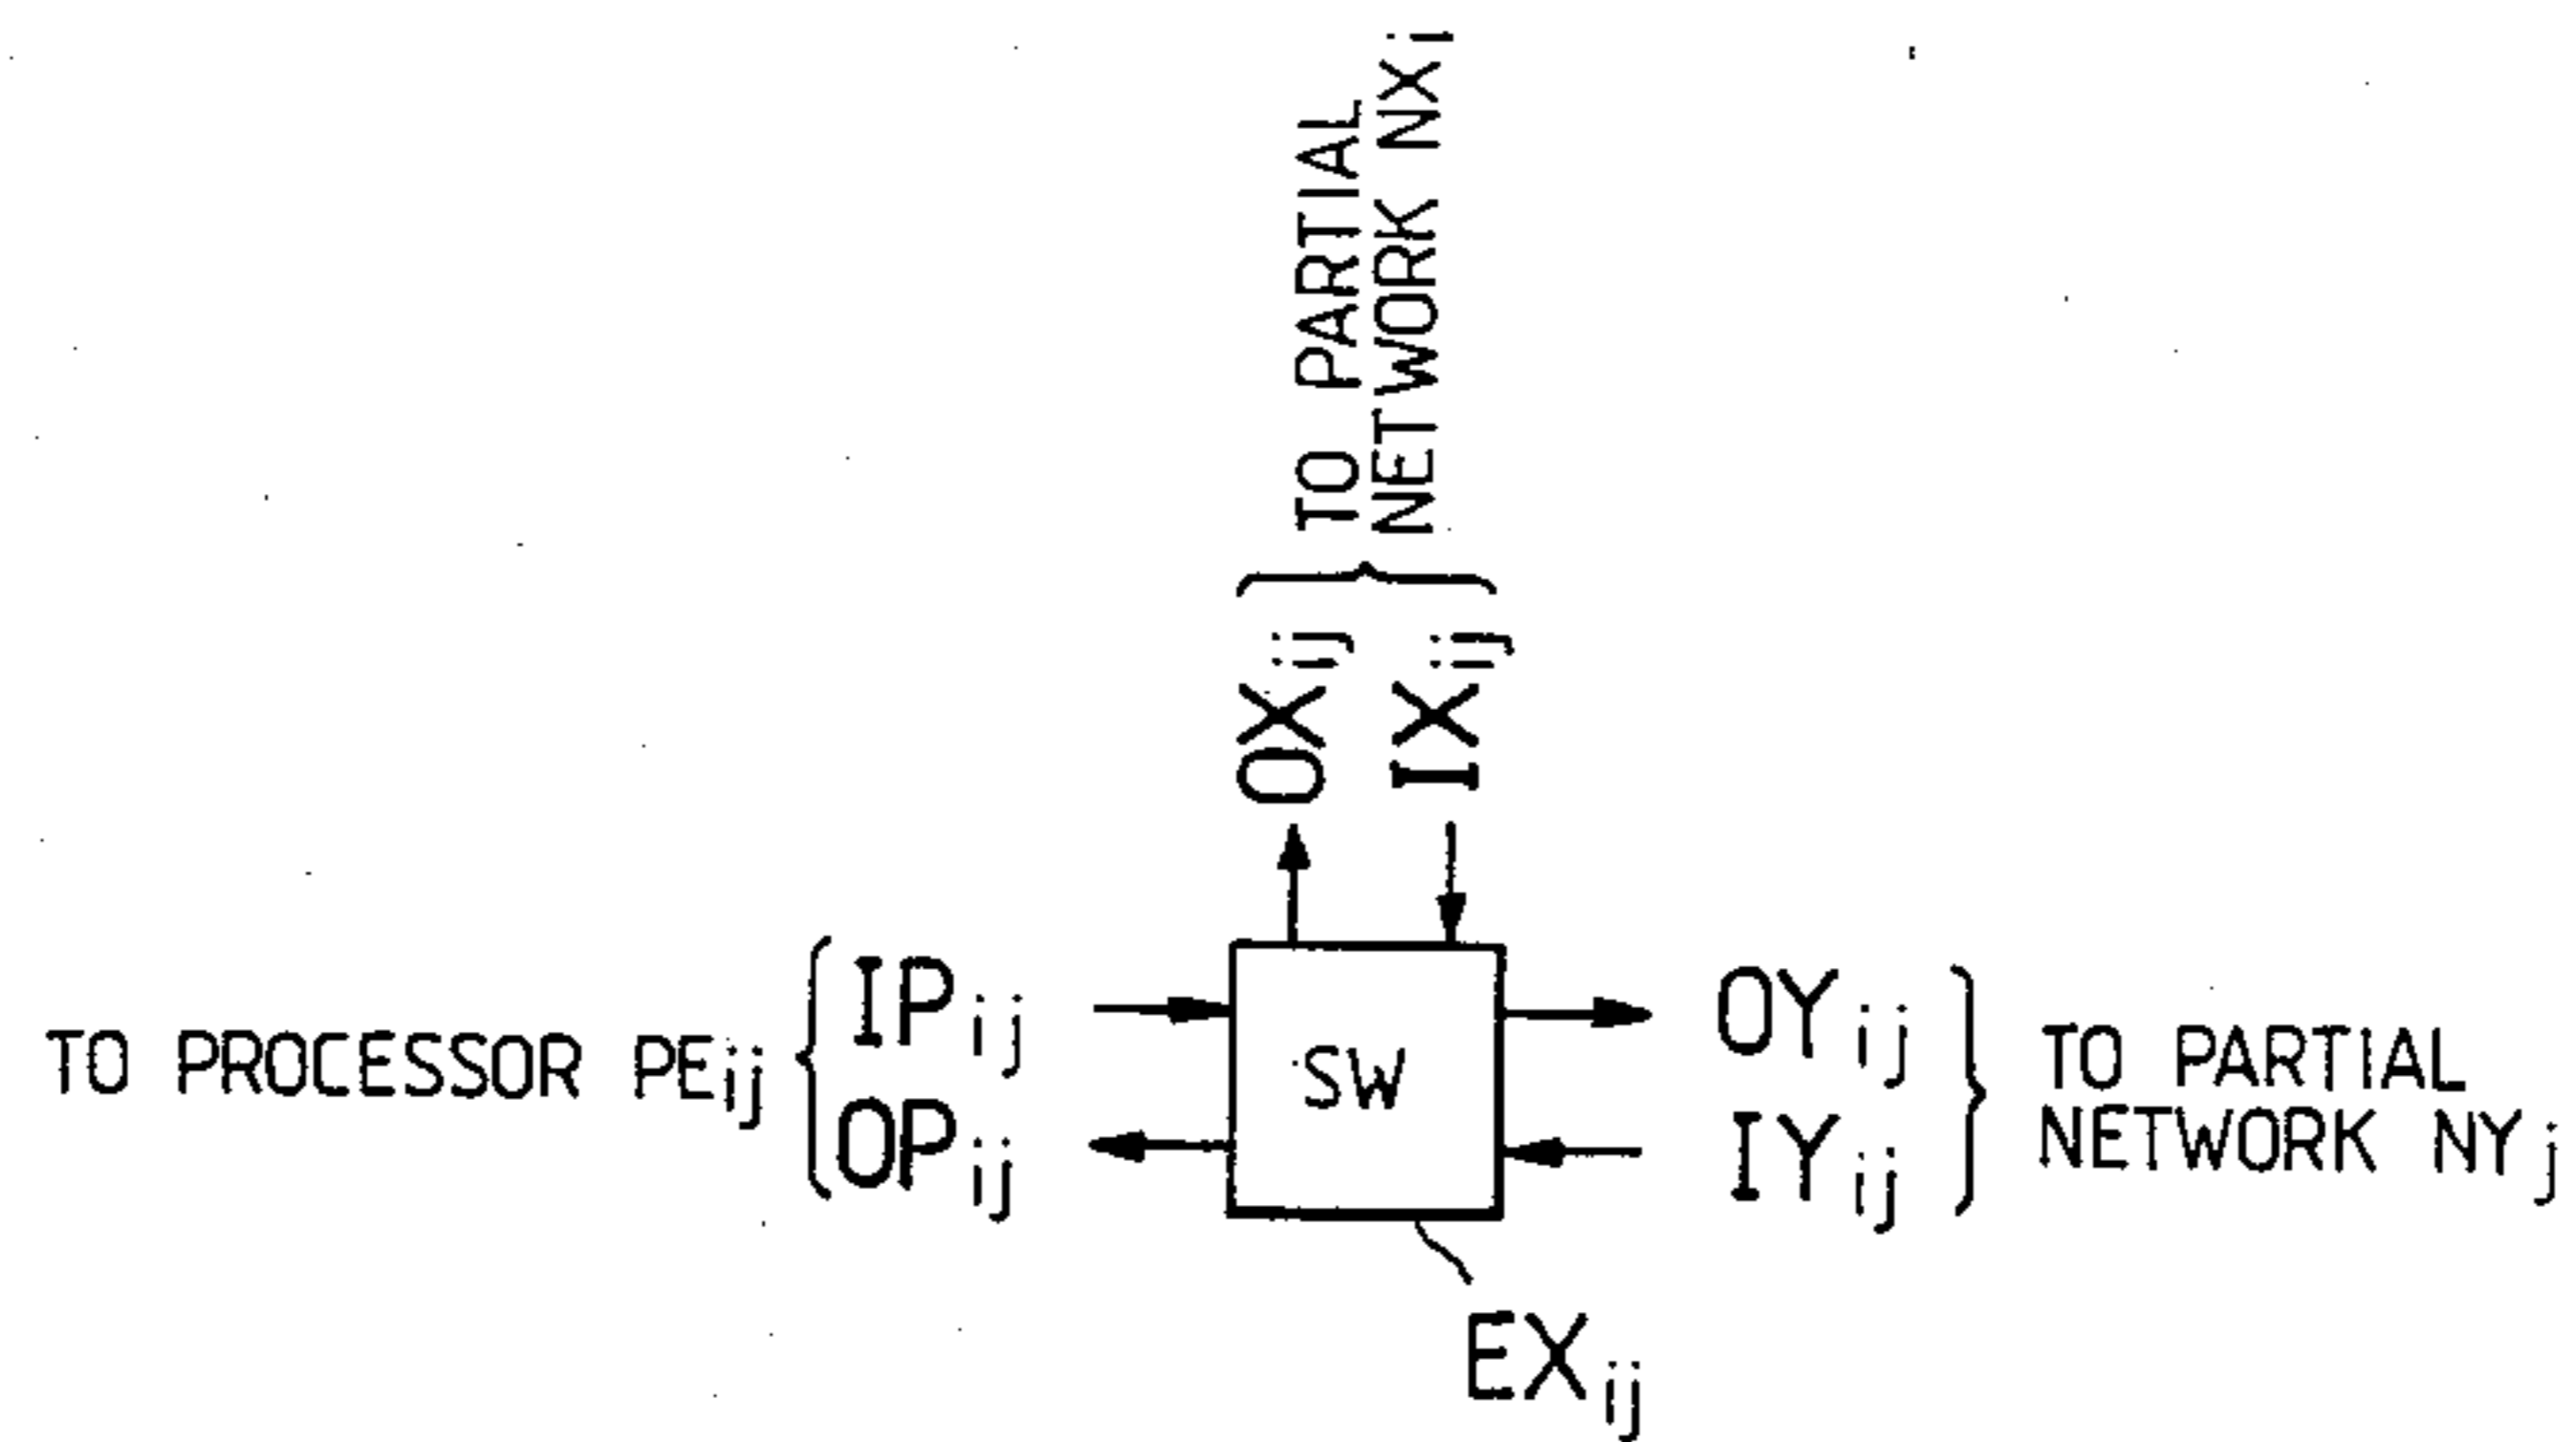 TO PARTIAL
NETWORK NXi
OXij
IXij
TO PROCESSOR PEij
IPij
OPij
SW
OYij
IYij
TO PARTIAL
NETWORK NYj
EXij